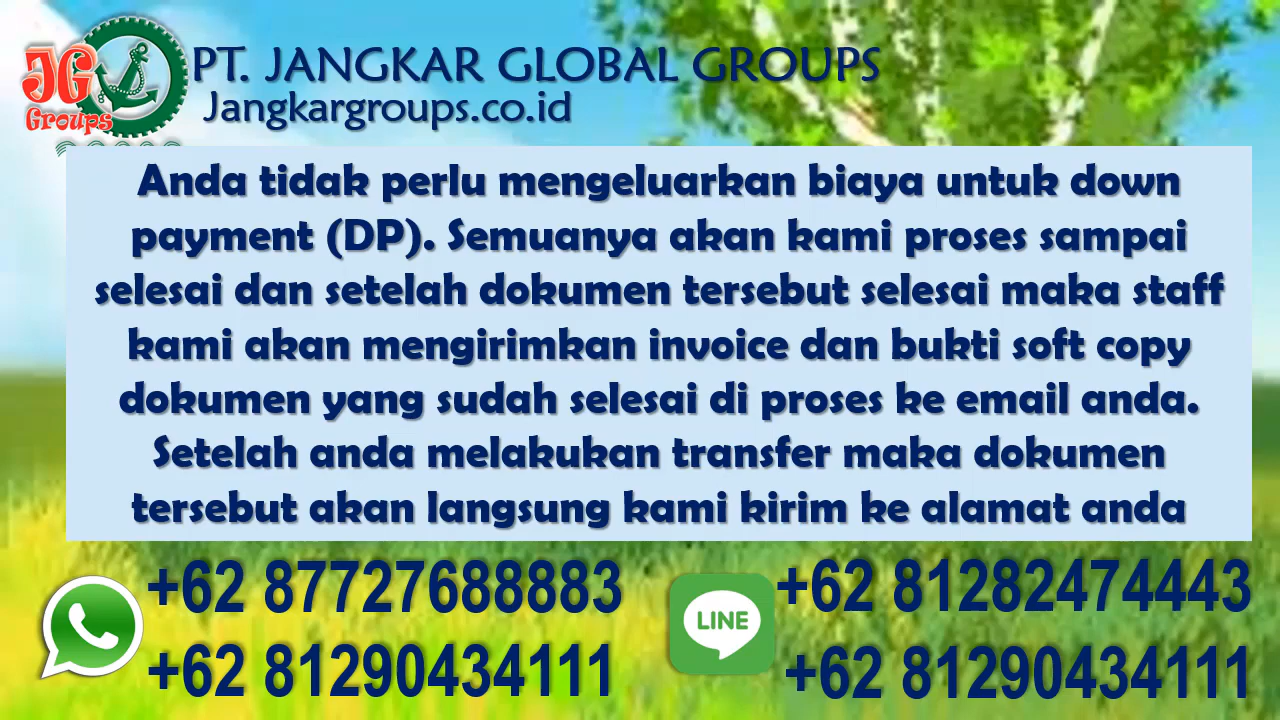 JG
Groups
PT. JANGKAR GLOBAL GROUPS
Jangkargroups.co.id
Anda tidak perlu mengeluarkan biaya untuk down
payment (DP). Semuanya akan kami proses sampai
selesai dan setelah dokumen tersebut selesai maka staff
kami akan mengirimkan invoice dan bukti soft copy
dokumen yang sudah selesai di proses ke email anda.
Setelah anda melakukan transfer maka dokumen
tersebut akan langsung kami kirim ke alamat anda
+62 87727688883
+62 81290434111
LINE
+62 81282474443
+62 81290434111